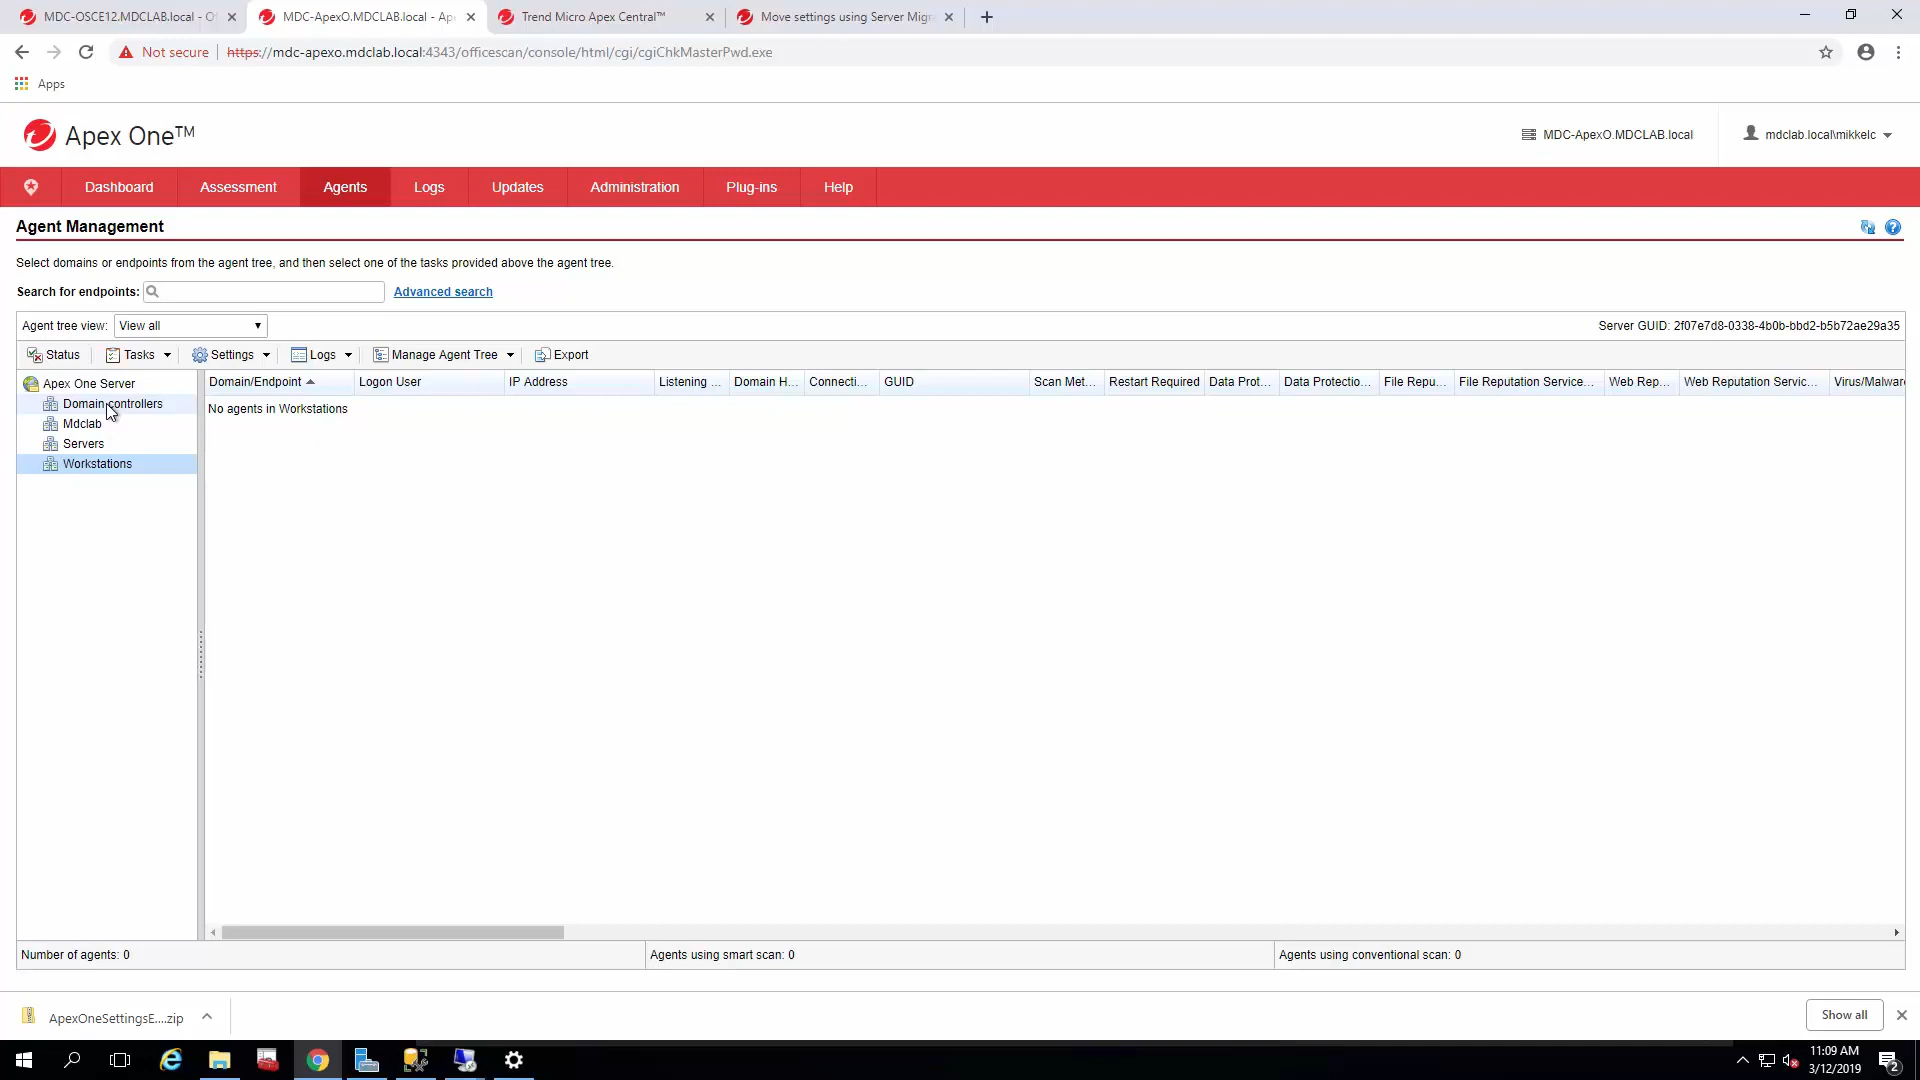 MDC-OSCE12.MDCLAB.local - O
MDC-ApexO.MDCLAB.local - Ap
Trend Micro Apex Central™
Move settings using Server Migr
Not secure
https://mdc-apexo.mdclab.local:4343/officescan/console/html/cgi/cgiChkMasterPwd.exe
Apps
Apex One™
MDC-ApexO.MDCLAB.local
mdclab.local\mikkelc
Dashboard
Assessment
Agents
Logs
Updates
Administration
Plug-ins
Help
Agent Management
Select domains or endpoints from the agent tree, and then select one of the tasks provided above the agent tree.
Search for endpoints:
Advanced search
Agent tree view:
View all
Server GUID: 2f07e7d8-0338-4b0b-bbd2-b5b72ae29a35
Status
Tasks
Settings
Logs
Manage Agent Tree
Export
Apex One Server
Domain controllers
Mdclab
Servers
Workstations
Domain/Endpoint
Logon User
IP Address
Listening ...
Domain H...
Connecti...
GUID
Scan Met...
Restart Required
Data Prot...
Data Protectio...
File Repu...
File Reputation Service...
Web Rep...
Web Reputation Servic...
Virus/Malware
No agents in Workstations
Number of agents: 0
Agents using smart scan: 0
Agents using conventional scan: 0
ApexOneSettingsE....zip
Show all
11:09 AM
3/12/2019
2